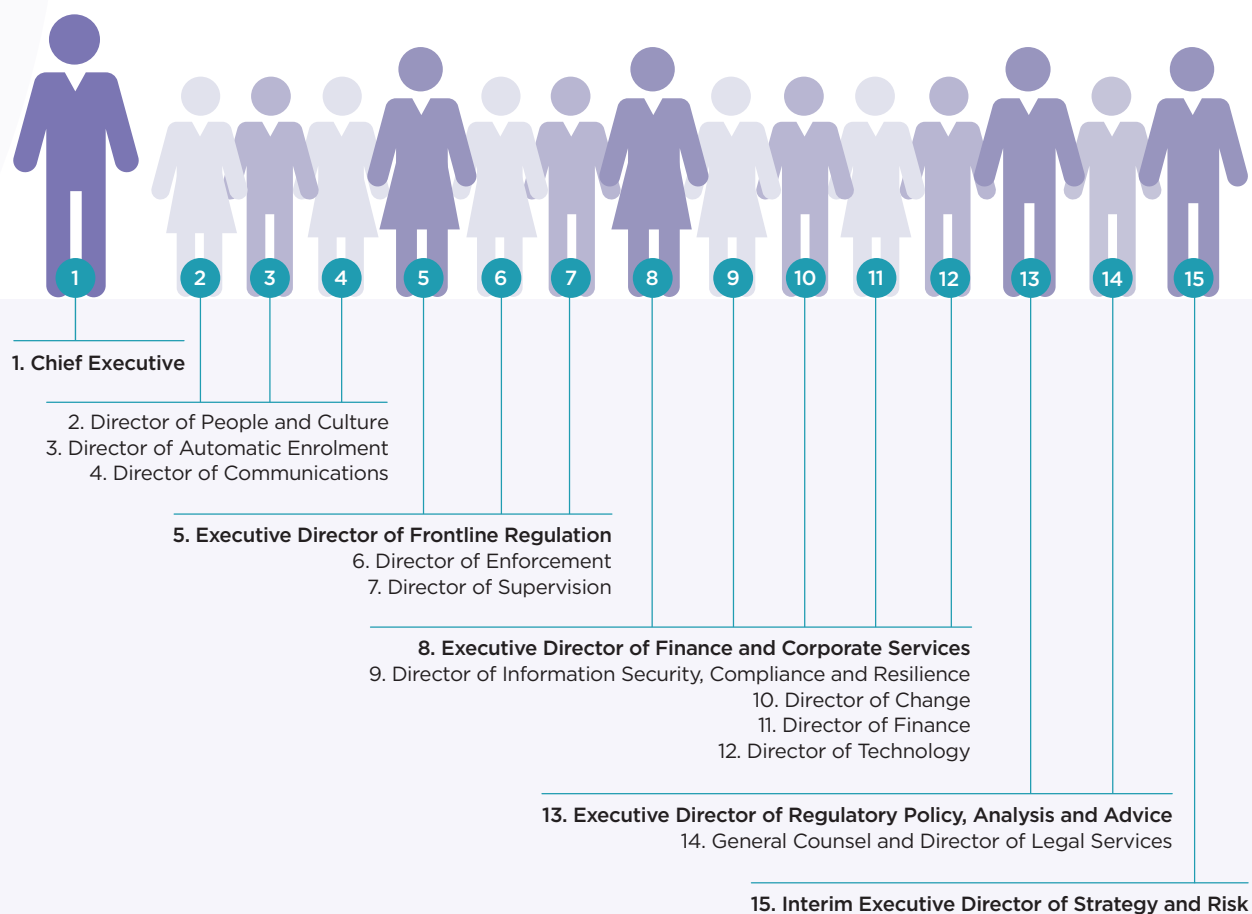 1 2 3 4 5 6 7 8 9 10 11 12 13 14 15
1. Chief Executive
2. Director of People and Culture
3. Director of Automatic Enrolment
4. Director of Communications
5. Executive Director of Frontline Regulation
6. Director of Enforcement
7. Director of Supervision
8. Executive Director of Finance and Corporate Services
9. Director of Information Security, Compliance and Resilience
10. Director of Change
11. Director of Finance
12. Director of Technology
13. Executive Director of Regulatory Policy, Analysis and Advice
14. General Counsel and Director of Legal Services
15. Interim Executive Director of Strategy and Risk